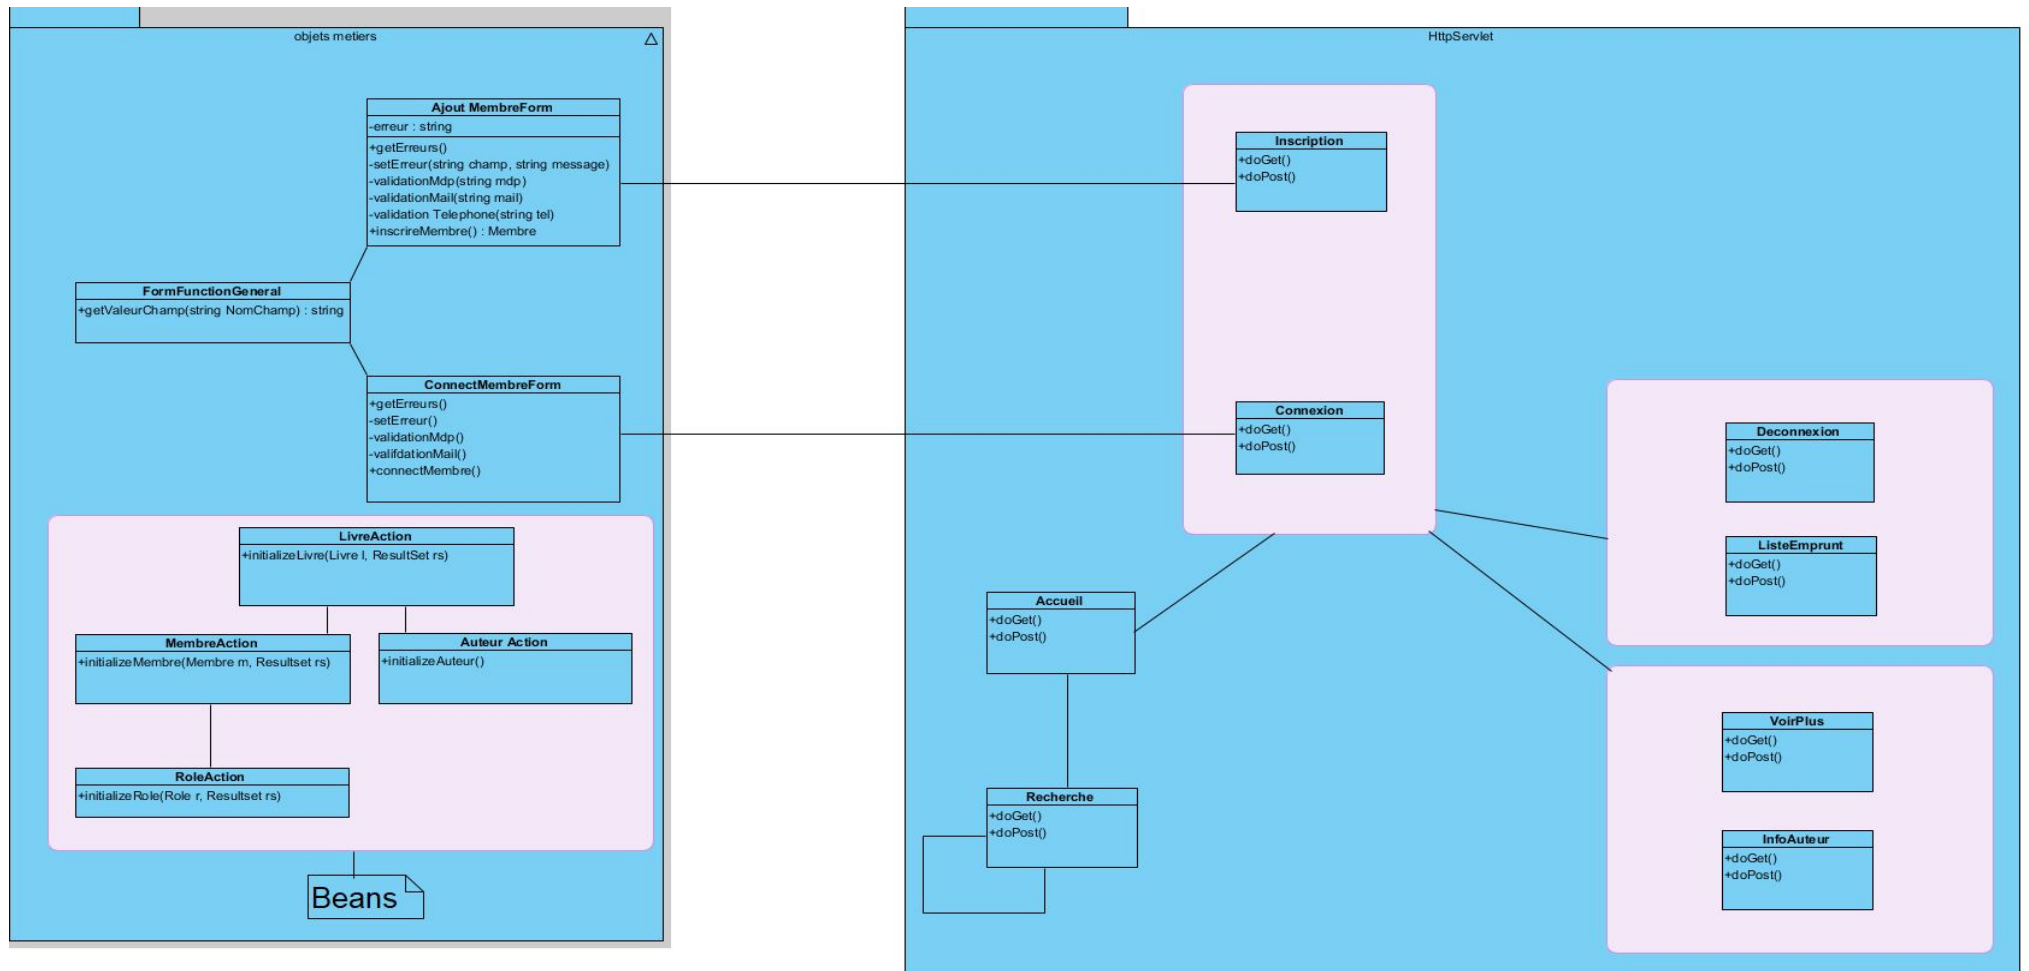 objets metiers
Ajout MembreForm
-erreur : string
+getErreurs()
-setErreur(string champ, string message)
-validationMdp(string mdp)
-validationMail(string mail)
-validation Telephone(string tel)
+inscrireMembre() : Membre
FormFunctionGeneral
+getValeurChamp(string NomChamp) : string
ConnectMembreForm
+getErreurs()
-setErreur()
-validationMdp()
-valifdationMail()
+connectMembre()
LivreAction
+initializeLivre(Livre l, ResultSet rs)
MembreAction
+initializeMembre(Membre m, Resultset rs)
Auteur Action
+initializeAuteur()
RoleAction
+initializeRole(Role r, Resultset rs)
Beans
HttpServlet
Inscription
+doGet()
+doPost()
Connexion
+doGet()
+doPost()
Deconnexion
+doGet()
+doPost()
ListeEmprunt
+doGet()
+doPost()
Accueil
+doGet()
+doPost()
VoirPlus
+doGet()
+doPost()
Recherche
+doGet()
+doPost()
InfoAuteur
+doGet()
+doPost()